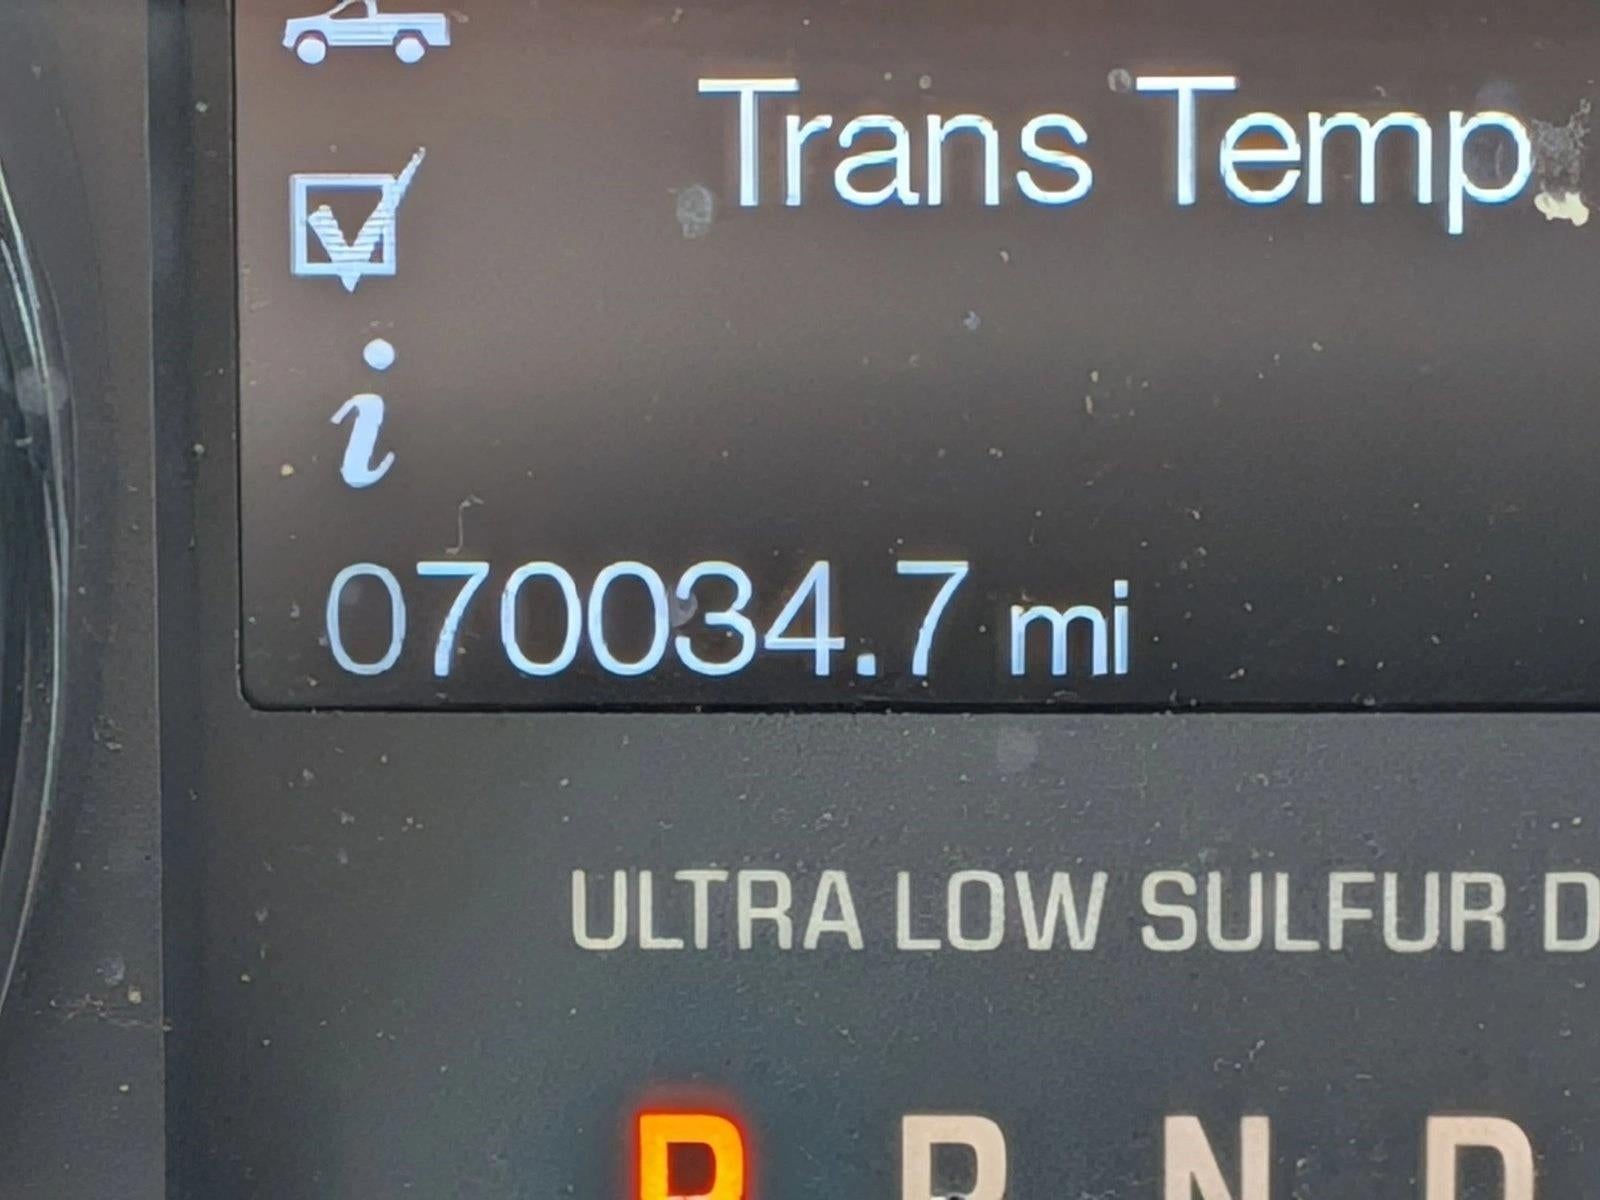 Trans Temp
i
070034.7 mi
ULTRA LOW SULFUR D
P R N D